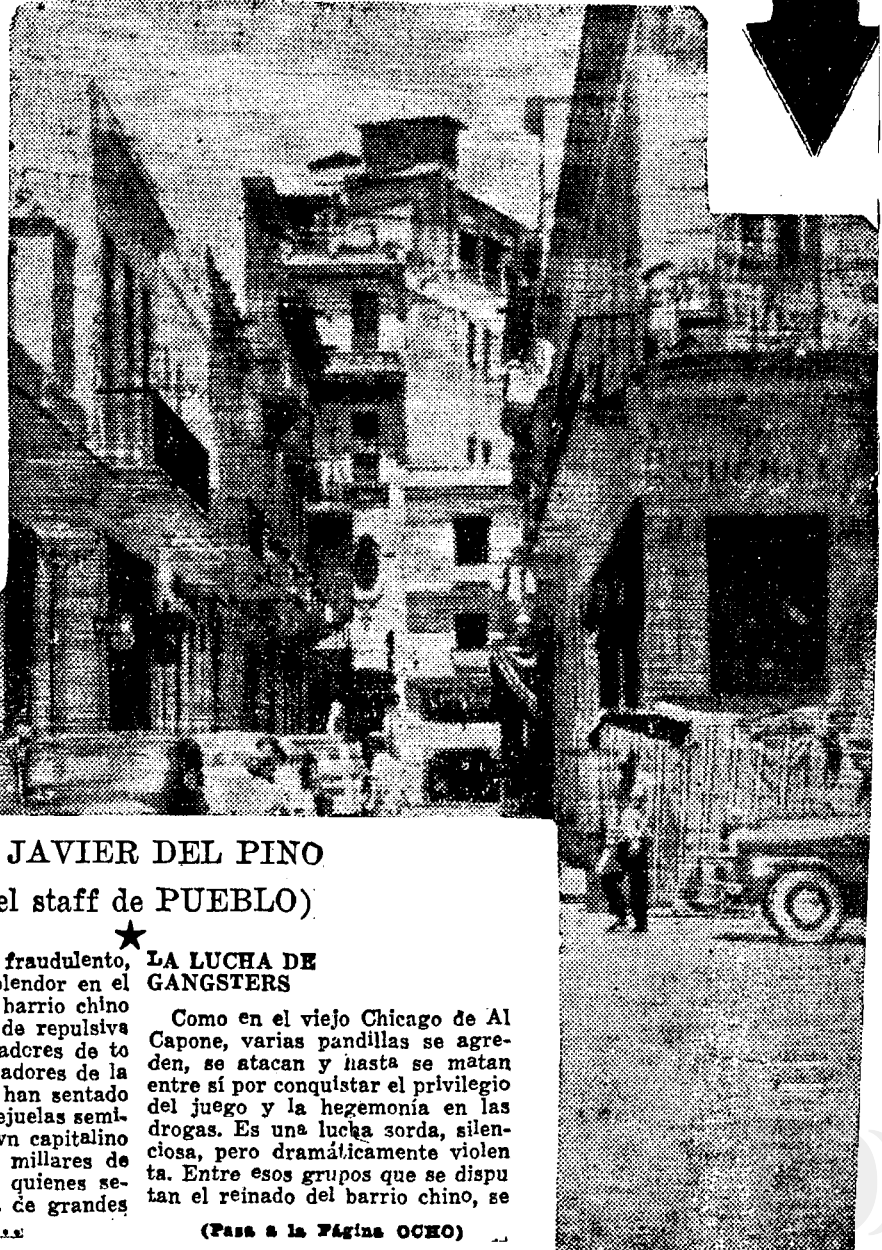 JAVIER DEL PINO
el staff de PUEBLO)
fraudulento,
lendor en el
barrio chino
de repulsiva
adores de to
adores de la
han sentado
ejuelas semi-
wn capitalino
millares de
quienes se-
de grandes
LA LUCHA DE
GANGSTERS
Como en el viejo Chicago de Al
Capone, varias pandillas se agre-
den, se atacan y hasta se matan
entre sí por conquistar el privilegio
del juego y la hegemonía en las
drogas. Es una lucha sorda, silen-
ciosa, pero dramáticamente violen
ta. Entre esos grupos que se dispu
tan el reinado del barrio chino, se
(Pasa a la Página OCHO)